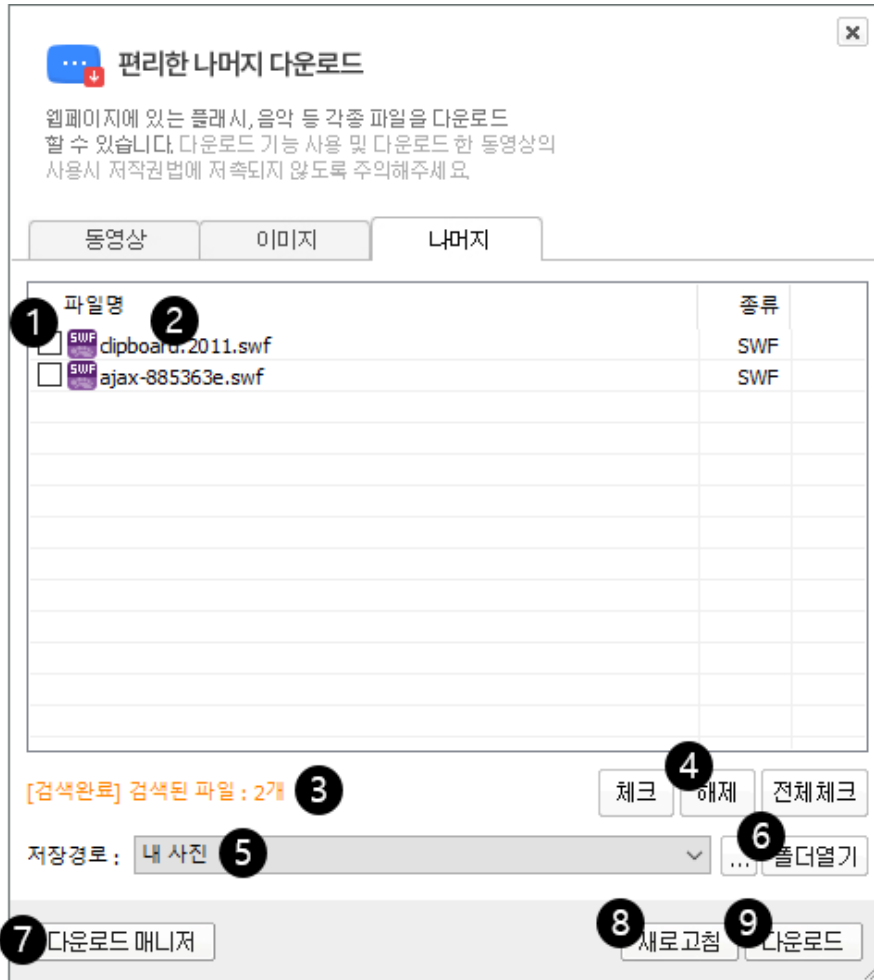 편리한 나머지 다운로드
웹페이지에 있는 플래시, 음악 등 각종 파일을 다운로드
할 수 있습니다. 다운로드 기능 사용 및 다운로드 한 동영상의
사용시 저작권법에 저촉되지 않도록 주의해주세요.
동영상 이미지 나머지
파일명 종류
1 2
SWF clipboard.2011.swf SWF
SWF ajax-885363e.swf SWF
[검색완료] 검색된 파일 : 2개 3 체크 4 해제 전체체크
저장경로 : 내 사진 5 ... 6 폴더열기
7 다운로드 매니저 8 새로고침 9 다운로드